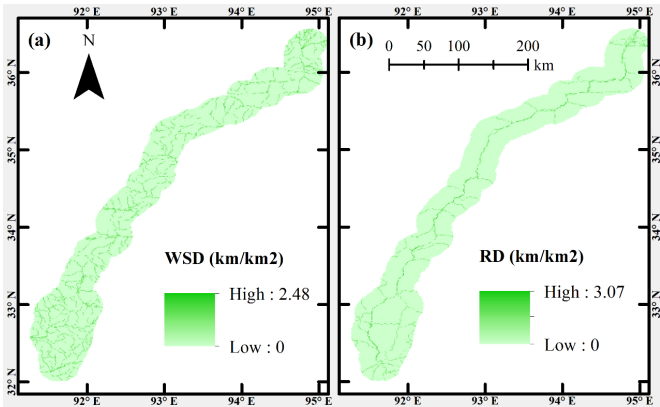 92° E 93° E 94° E 95° E
92° E 93° E 94° E 95° E
(a)
N
(b)
0 50 100 200
km
36° N
35° N
34° N
33° N
32° N
36° N
35° N
34° N
33° N
32° N
WSD (km/km2)
High : 2.48
Low : 0
RD (km/km2)
High : 3.07
Low : 0
92° E 93° E 94° E 95° E
92° E 93° E 94° E 95° E